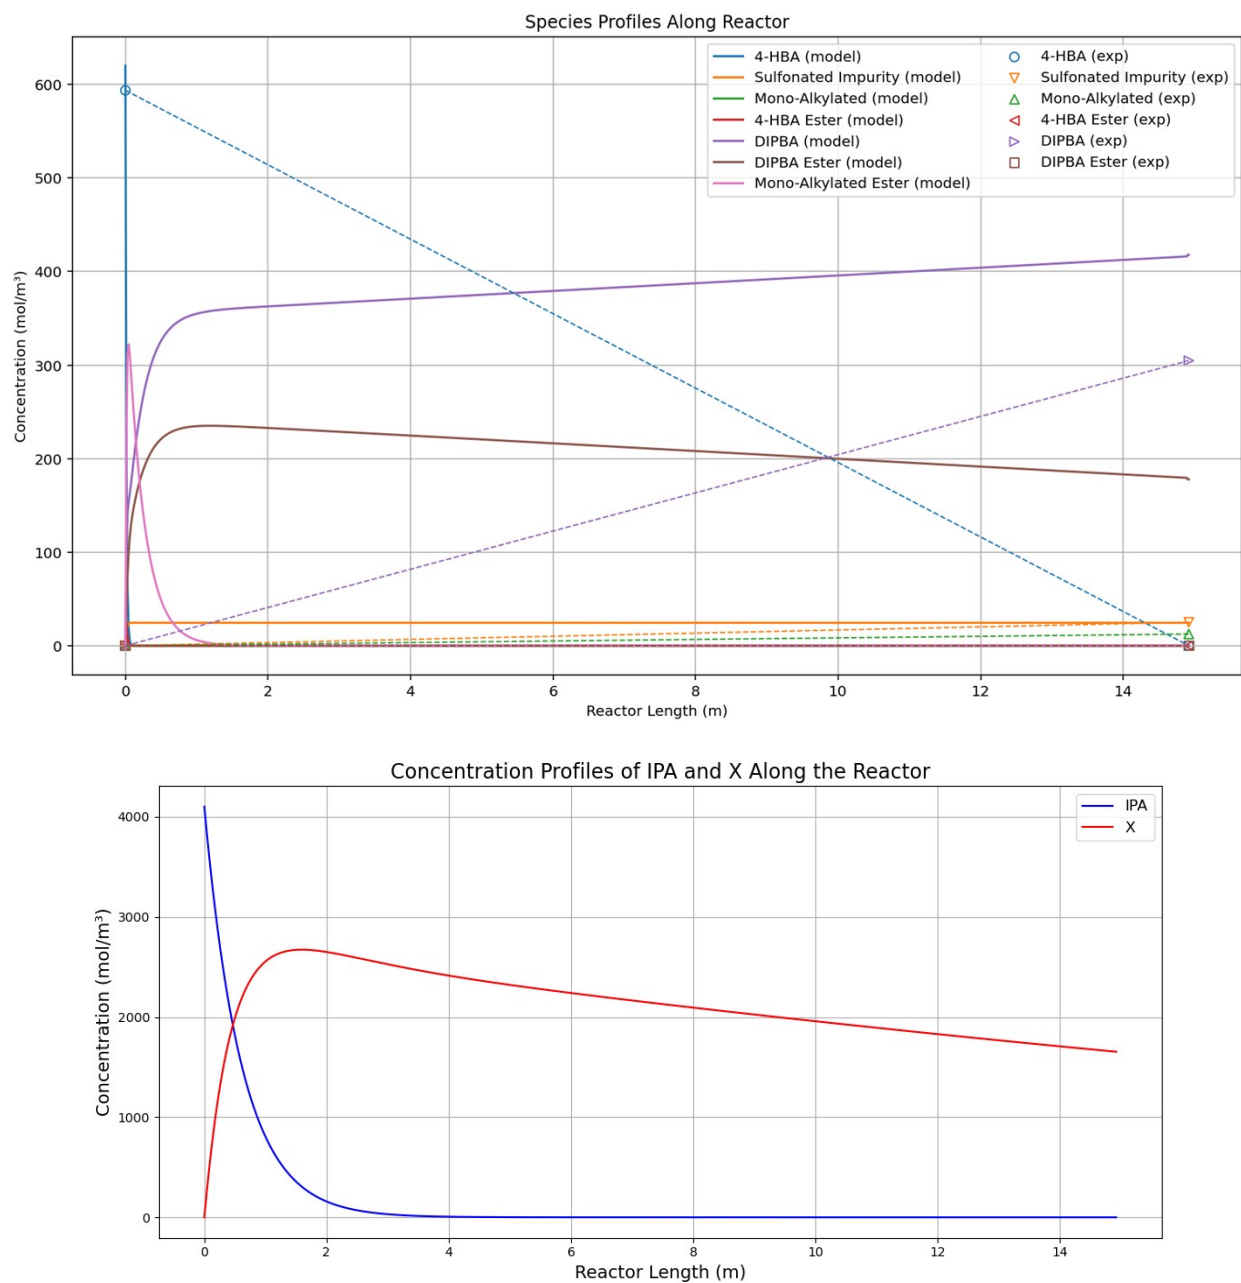 Species Profiles Along Reactor
Concentration (mol/m³)
600
500
400
300
200
100
0
4-HBA (model)
Sulfonated Impurity (model)
Mono-Alkylated (model)
4-HBA Ester (model)
DIPBA (model)
DIPBA Ester (model)
Mono-Alkylated Ester (model)
4-HBA (exp)
Sulfonated Impurity (exp)
Mono-Alkylated (exp)
4-HBA Ester (exp)
DIPBA (exp)
DIPBA Ester (exp)
0 2 4 6 8 10 12 14
Reactor Length (m)
Concentration Profiles of IPA and X Along the Reactor
Concentration (mol/m³)
4000
3000
2000
1000
0
IPA
X
0 2 4 6 8 10 12 14
Reactor Length (m)